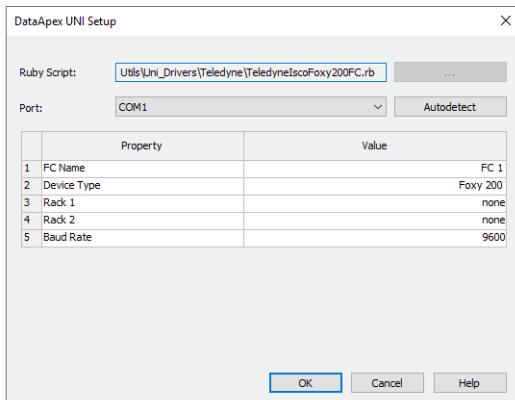 DataApex UNI Setup
Ruby Script: Utils\Uni_Drivers\Teledyne\TeledyneIscoFoxy200FC.rb ...
Port: COM1 Autodetect
Property Value
1 FC Name FC 1
2 Device Type Foxy 200
3 Rack 1 none
4 Rack 2 none
5 Baud Rate 9600
OK Cancel Help